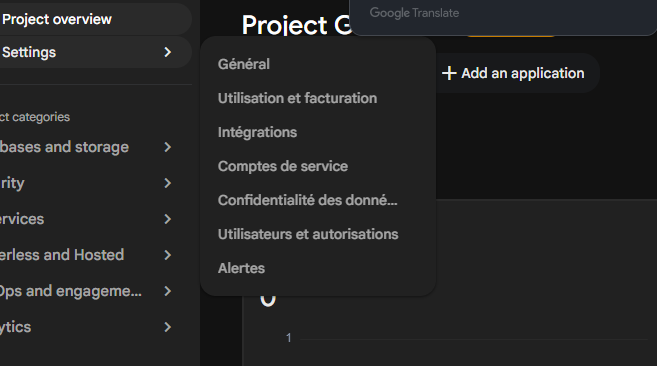 Project overview
Settings
ct categories
bases and storage
rity
ervices
erless and Hosted
Ops and engageme...
ytics
Project G
Google Translate
Add an application
Général
Utilisation et facturation
Intégrations
Comptes de service
Confidentialité des donné...
Utilisateurs et autorisations
Alertes
0
1